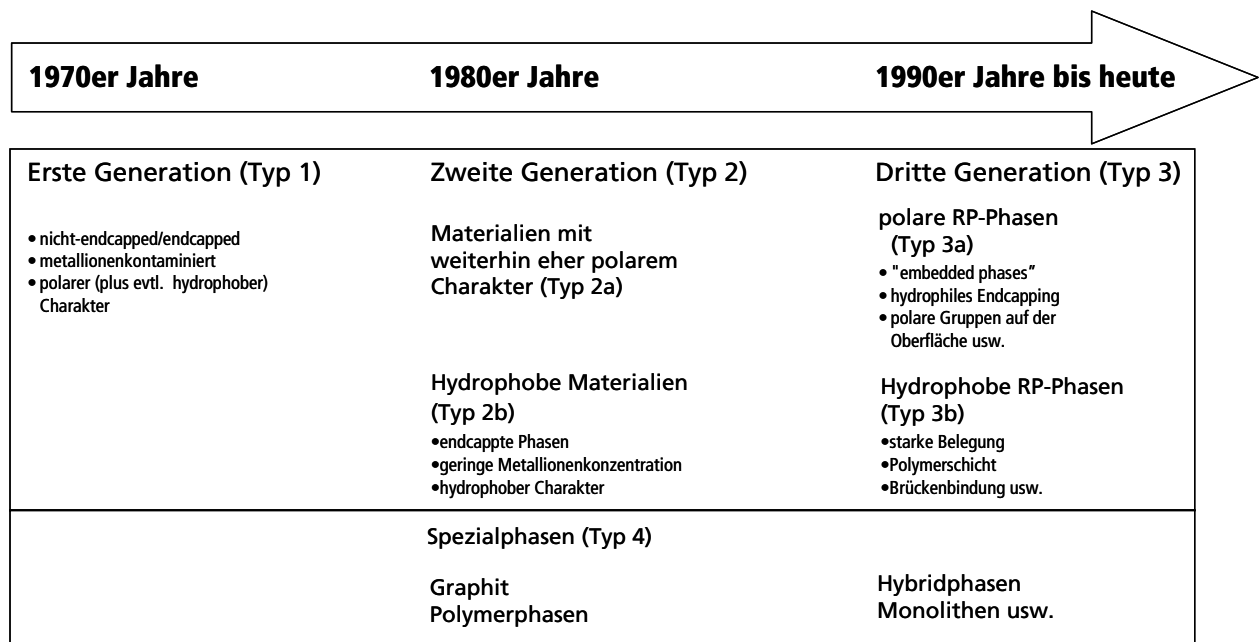 1970er Jahre
1980er Jahre
1990er Jahre bis heute
Erste Generation (Typ 1)
• nicht-endcapped/endcapped
• metallionenkontaminiert
• polarer (plus evtl. hydrophober)
Charakter
Zweite Generation (Typ 2)
Materialien mit
weiterhin eher polarem
Charakter (Typ 2a)
Hydrophobe Materialien
(Typ 2b)
•endcappte Phasen
•geringe Metallionenkonzentration
•hydrophober Charakter
Dritte Generation (Typ 3)
polare RP-Phasen
(Typ 3a)
• "embedded phases”
• hydrophiles Endcapping
• polare Gruppen auf der
Oberfläche usw.
Hydrophobe RP-Phasen
(Typ 3b)
•starke Belegung
•Polymerschicht
•Brückenbindung usw.
Spezialphasen (Typ 4)
Graphit
Polymerphasen
Hybridphasen
Monolithen usw.